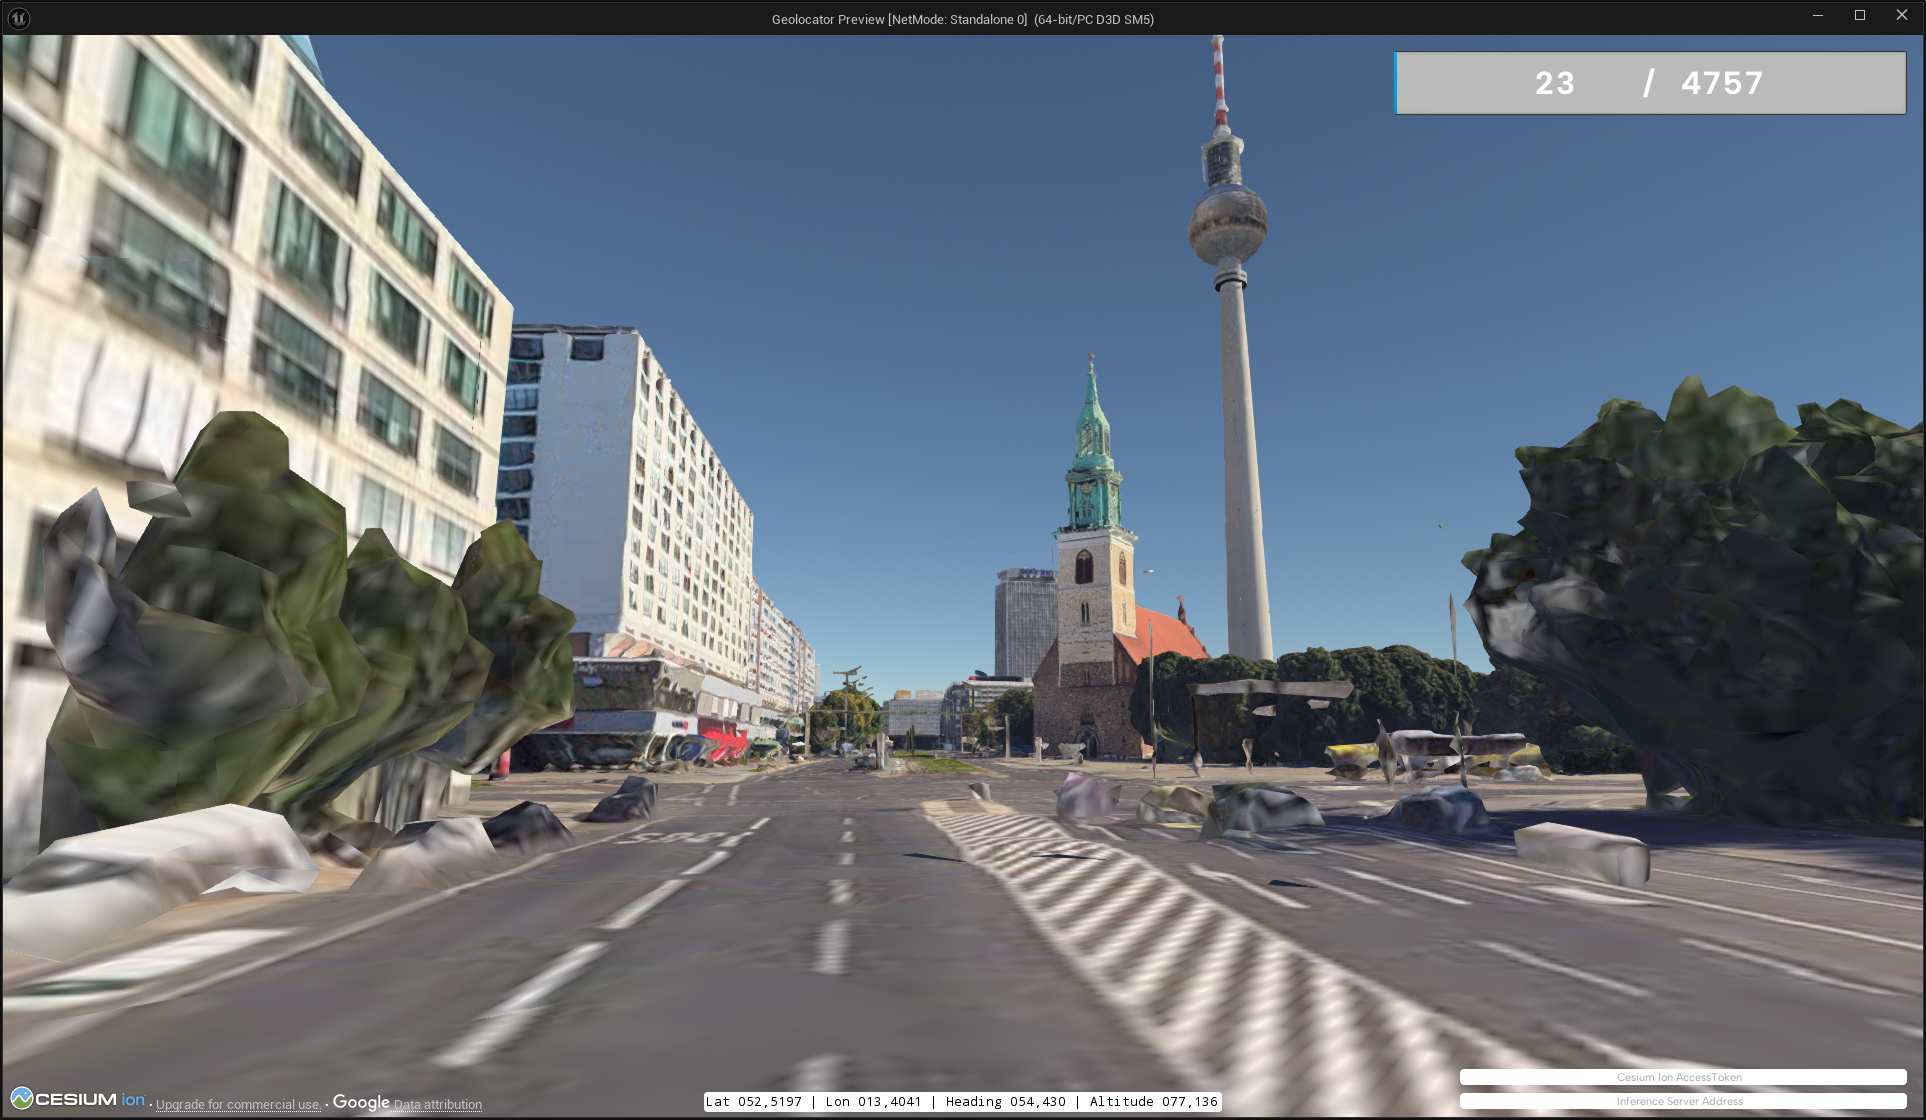 Geolocator Preview [NetMode: Standalone 0]  (64-bit/PC D3D SM5)
23 / 4757
Cesium Ion AccessToken
CESIUM ion . Upgrade for commercial use. · Google Data attribution
Lat 052,5197 | Lon 013,4041 | Heading 054,430 | Altitude 077,136
Inference Server Address